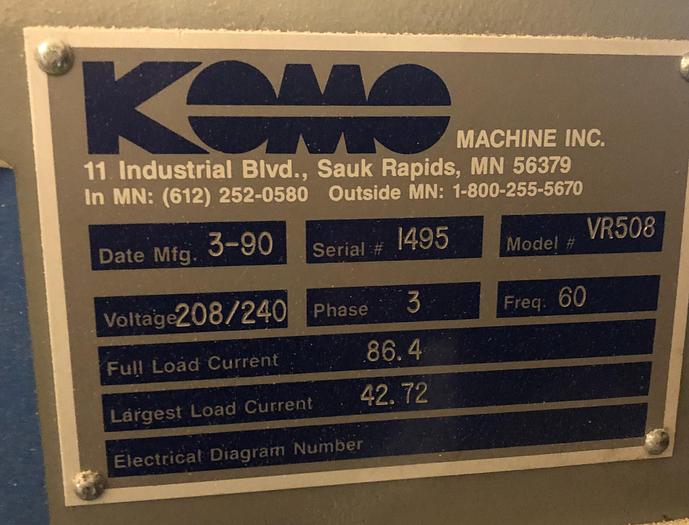 KOMO MACHINE INC.
11 Industrial Blvd., Sauk Rapids, MN 56379
In MN: (612) 252-0580 Outside MN: 1-800-255-5670
Date Mfg. 3-90 Serial # 1495 Model # VR508
Voltage 208/240 Phase 3 Freq. 60
Full Load Current 86.4
Largest Load Current 42.72
Electrical Diagram Number